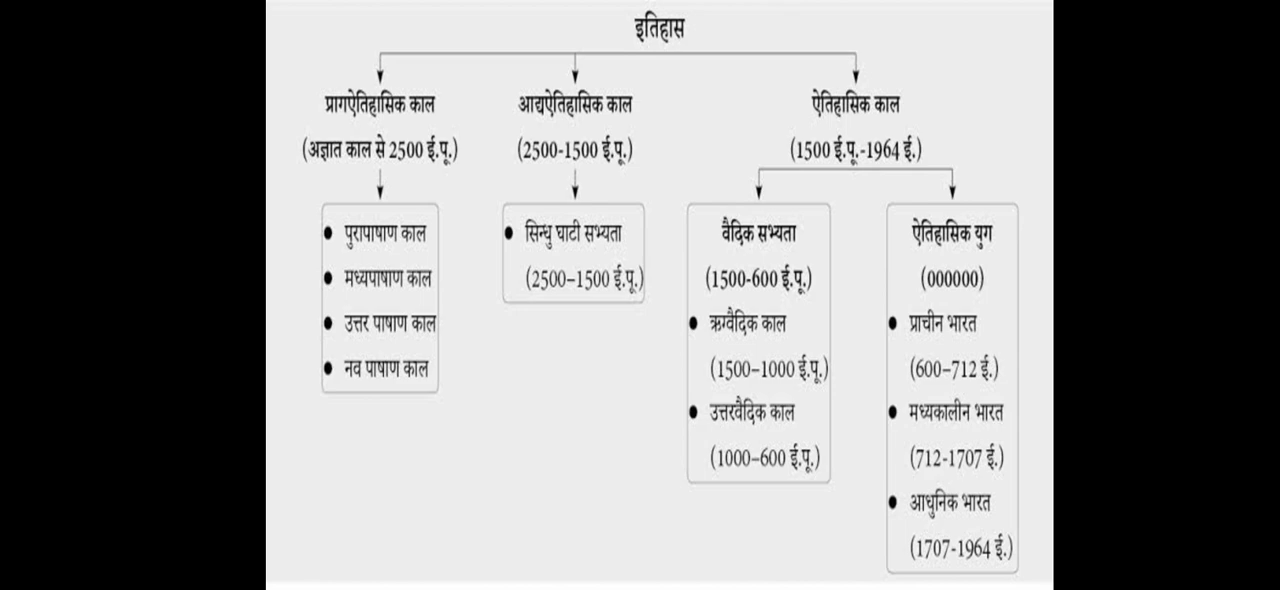 इतिहास
प्रागऐतिहासिक काल
(अज्ञात काल से 2500 ई.पू.)
• पुरापाषाण काल
• मध्यपाषाण काल
• उत्तर पाषाण काल
• नव पाषाण काल
आद्यऐतिहासिक काल
(2500-1500 ई.पू.)
• सिन्धु घाटी सभ्यता
(2500–1500 ई.पू.)
ऐतिहासिक काल
(1500 ई.पू.-1964 ई.)
वैदिक सभ्यता
(1500-600 ई.पू.)
• ऋग्वैदिक काल
(1500–1000 ई.पू.)
• उत्तरवैदिक काल
(1000–600 ई.पू.)
ऐतिहासिक युग
(000000)
• प्राचीन भारत
(600–712 ई.)
• मध्यकालीन भारत
(712-1707 ई.)
• आधुनिक भारत
(1707-1964 ई.)